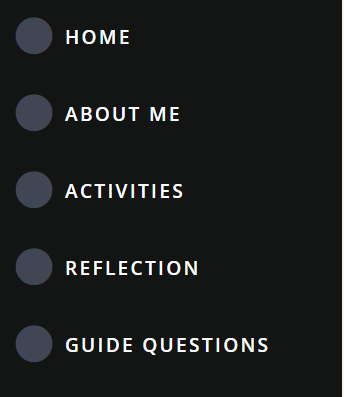 HOME
ABOUT ME
ACTIVITIES
REFLECTION
GUIDE QUESTIONS